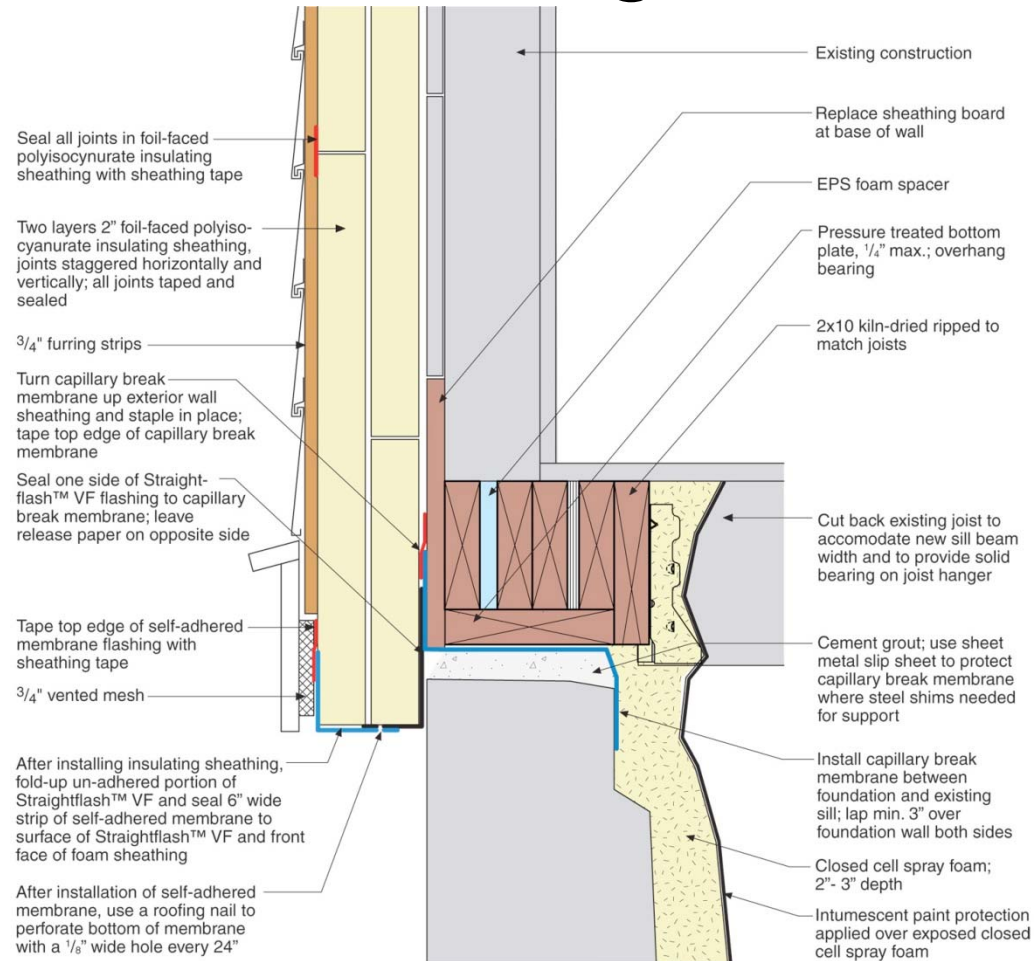 Seal all joints in foil-faced
polyisocynurate insulating
sheathing with sheathing tape
Two layers 2” foil-faced polyiso-
cyanurate insulating sheathing,
joints staggered horizontally and
vertically; all joints taped and
sealed
3/4" furring strips
Turn capillary break
membrane up exterior wall
sheathing and staple in place;
tape top edge of capillary break
membrane
Seal one side of Straight-
flash™ VF flashing to capillary
break membrane; leave
release paper on opposite side
Tape top edge of self-adhered
membrane flashing with
sheathing tape
3/4" vented mesh
After installing insulating sheathing,
fold-up un-adhered portion of
Straightflash™ VF and seal 6” wide
strip of self-adhered membrane to
surface of Straightflash™ VF and front
face of foam sheathing
After installation of self-adhered
membrane, use a roofing nail to
perforate bottom of membrane
with a 1/8” wide hole every 24”
Existing construction
Replace sheathing board
at base of wall
EPS foam spacer
Pressure treated bottom
plate, 1/4” max.; overhang
bearing
2x10 kiln-dried ripped to
match joists
Cut back existing joist to
accomodate new sill beam
width and to provide solid
bearing on joist hanger
Cement grout; use sheet
metal slip sheet to protect
capillary break membrane
where steel shims needed
for support
Install capillary break
membrane between
foundation and existing
sill; lap min. 3” over
foundation wall both sides
Closed cell spray foam;
2”- 3” depth
Intumescent paint protection
applied over exposed closed
cell spray foam